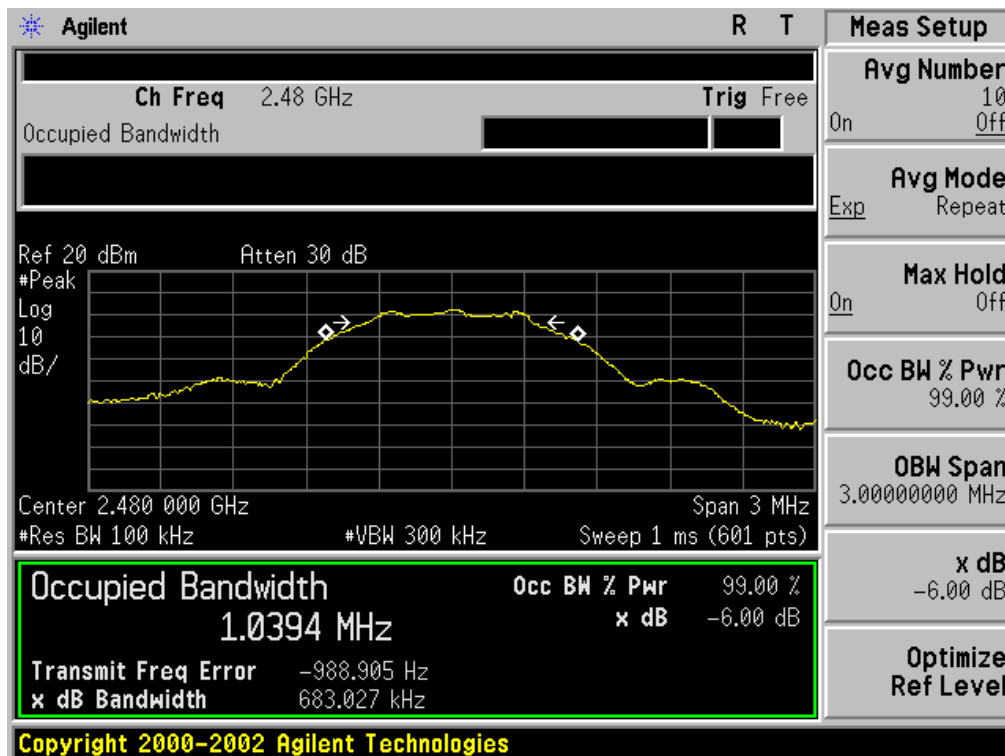 Agilent R T
Ch Freq 2.48 GHz Trig Free
Occupied Bandwidth
Ref 20 dBm Atten 30 dB
#Peak
Log
10
dB/
Center 2.480 000 GHz Span 3 MHz
#Res BW 100 kHz #VBW 300 kHz Sweep 1 ms (601 pts)
Occupied Bandwidth
1.0394 MHz
Occ BW % Pwr 99.00 %
x dB -6.00 dB
Transmit Freq Error -988.905 Hz
x dB Bandwidth 683.027 kHz
Copyright 2000-2002 Agilent Technologies
Meas Setup
Avg Number
10
On Off
Avg Mode
Exp Repeat
Max Hold
On Off
Occ BW % Pwr
99.00 %
OBW Span
3.00000000 MHz
x dB
-6.00 dB
Optimize
Ref Level